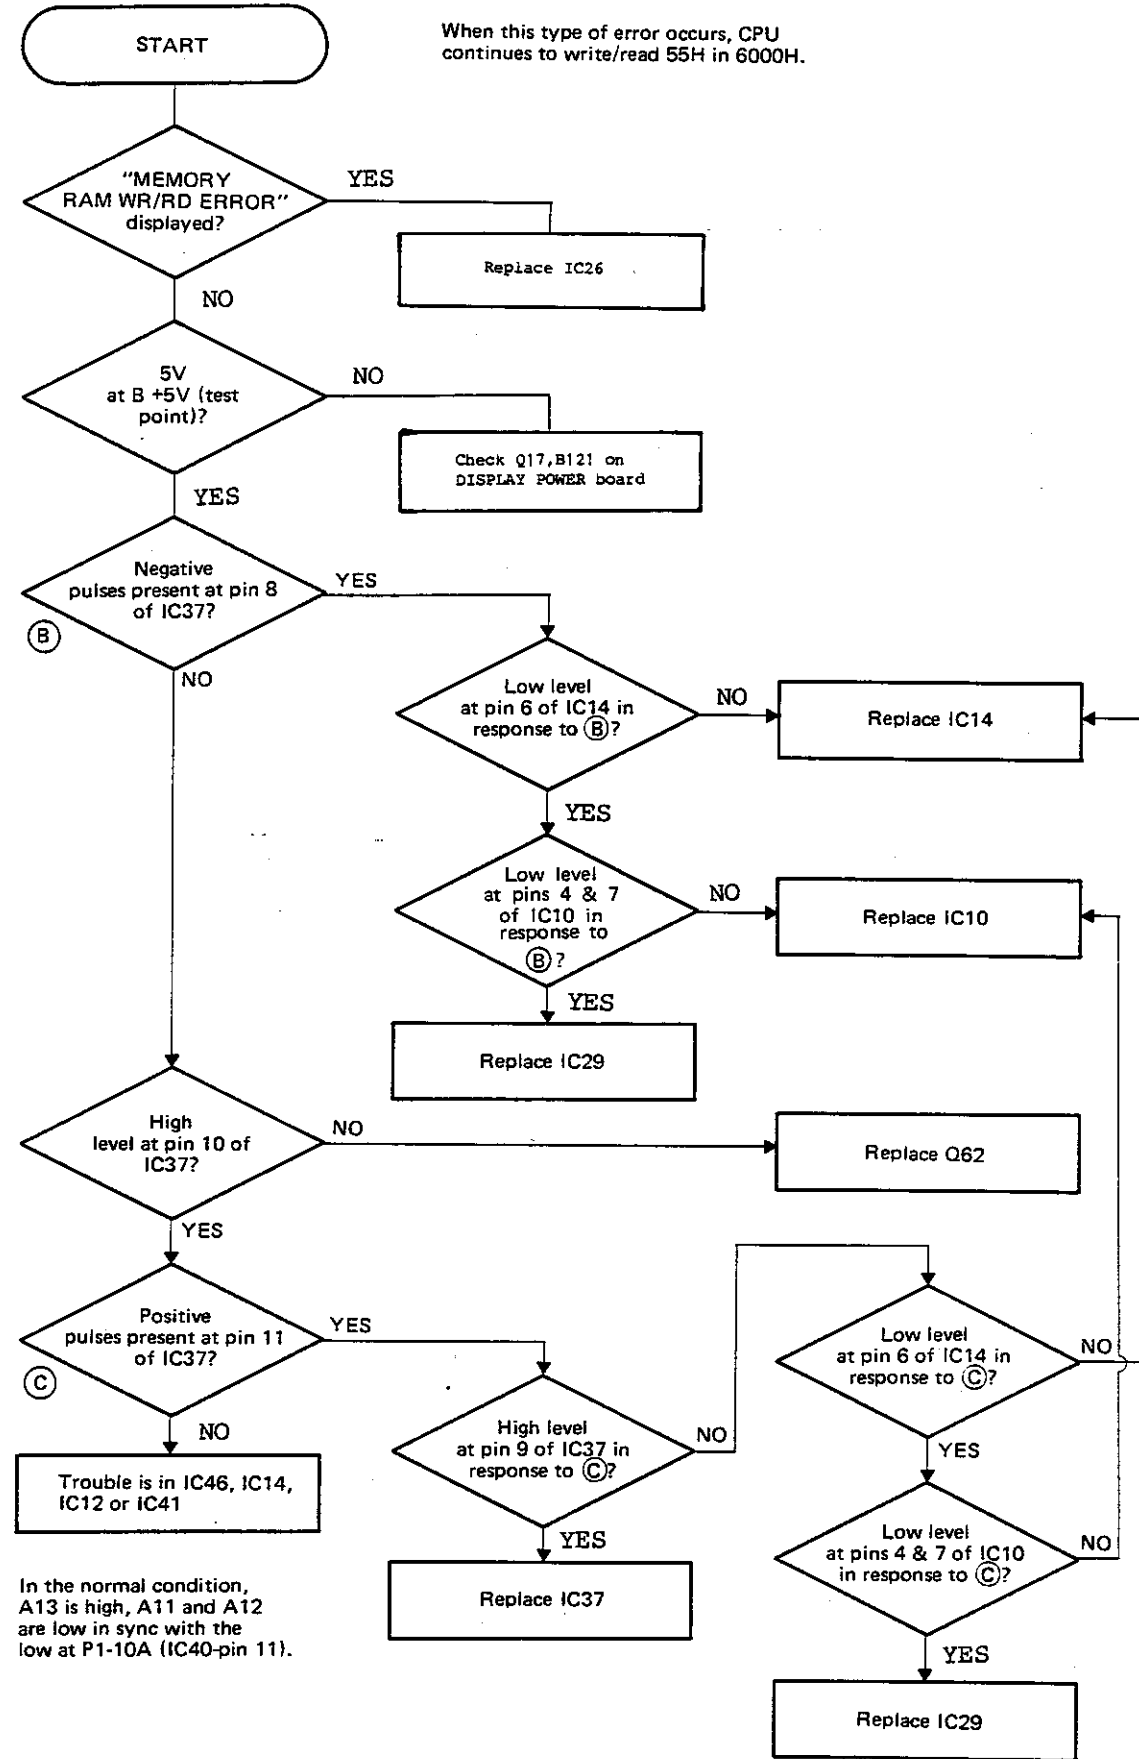 START
When this type of error occurs, CPU
continues to write/read 55H in 6000H.
"MEMORY
RAM WR/RD ERROR"
displayed?
YES
Replace IC26
NO
5V
at B +5V (test
point)?
NO
Check Q17,B121 on
DISPLAY POWER board
YES
Negative
pulses present at pin 8
of IC37?
B
YES
NO
Low level
at pin 6 of IC14 in
response to B?
NO
Replace IC14
YES
Low level
at pins 4 & 7
of IC10 in
response to
B?
NO
Replace IC10
YES
Replace IC29
High
level at pin 10 of
IC37?
NO
Replace Q62
YES
Positive
pulses present at pin 11
of IC37?
C
YES
NO
Trouble is in IC46, IC14,
IC12 or IC41
High level
at pin 9 of IC37 in
response to C?
NO
YES
Replace IC37
Low level
at pin 6 of IC14 in
response to C?
NO
YES
Low level
at pins 4 & 7 of IC10
in response to C?
NO
YES
Replace IC29
In the normal condition,
A13 is high, A11 and A12
are low in sync with the
low at P1-10A (IC40-pin 11).